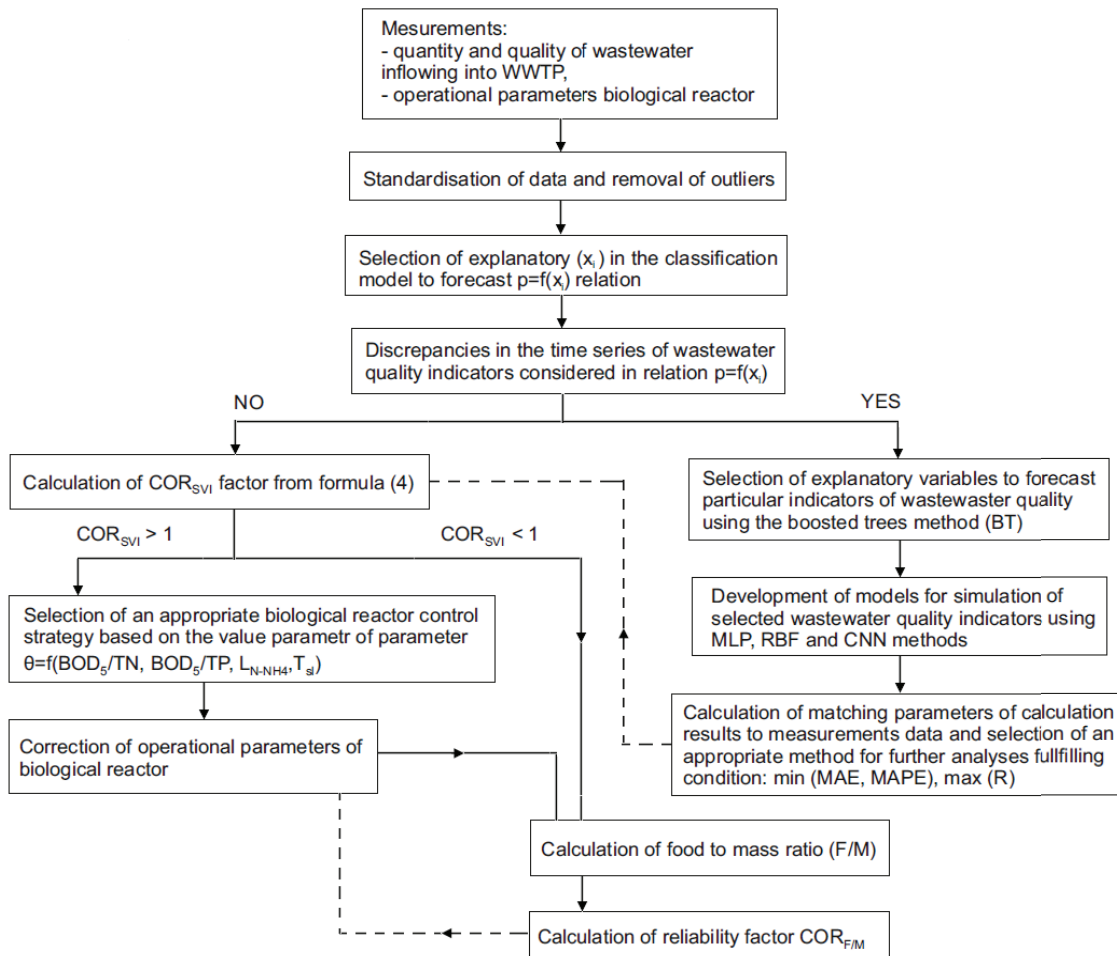 Mesurements:
- quantity and quality of wastewater
inflowing into WWTP,
- operational parameters biological reactor
Standardisation of data and removal of outliers
Selection of explanatory (xᵢ ) in the classification
model to forecast p=f(xᵢ) relation
Discrepancies in the time series of wastewater
quality indicators considered in relation p=f(xᵢ)
NO
YES
Calculation of COR_SVI factor from formula (4)
COR_SVI > 1
COR_SVI < 1
Selection of an appropriate biological reactor control
strategy based on the value parametr of parameter
θ=f(BOD₅/TN, BOD₅/TP, L_N-NH4,T_sl)
Correction of operational parameters of
biological reactor
Selection of explanatory variables to forecast
particular indicators of wastewaster quality
using the boosted trees method (BT)
Development of models for simulation of
selected wastewater quality indicators using
MLP, RBF and CNN methods
Calculation of matching parameters of calculation
results to measurements data and selection of an
appropriate method for further analyses fullfilling
condition: min (MAE, MAPE), max (R)
Calculation of food to mass ratio (F/M)
Calculation of reliability factor COR_F/M